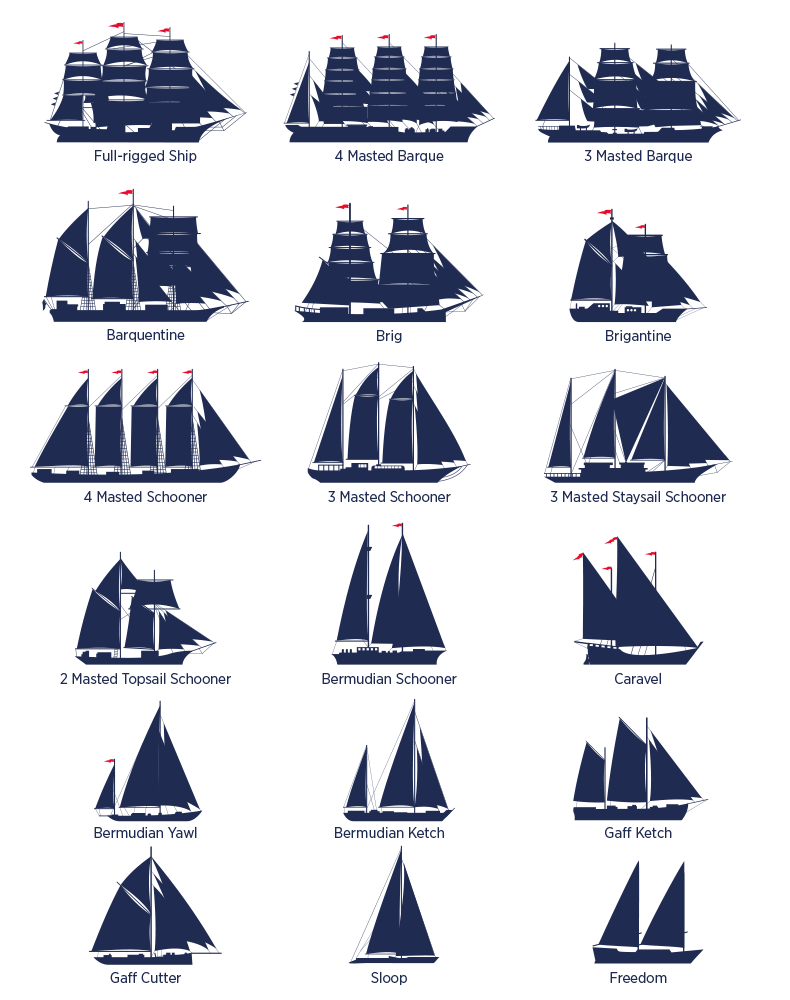 Full-rigged Ship
4 Masted Barque
3 Masted Barque
Barquentine
Brig
Brigantine
4 Masted Schooner
3 Masted Schooner
3 Masted Staysail Schooner
2 Masted Topsail Schooner
Bermudian Schooner
Caravel
Bermudian Yawl
Bermudian Ketch
Gaff Ketch
Gaff Cutter
Sloop
Freedom